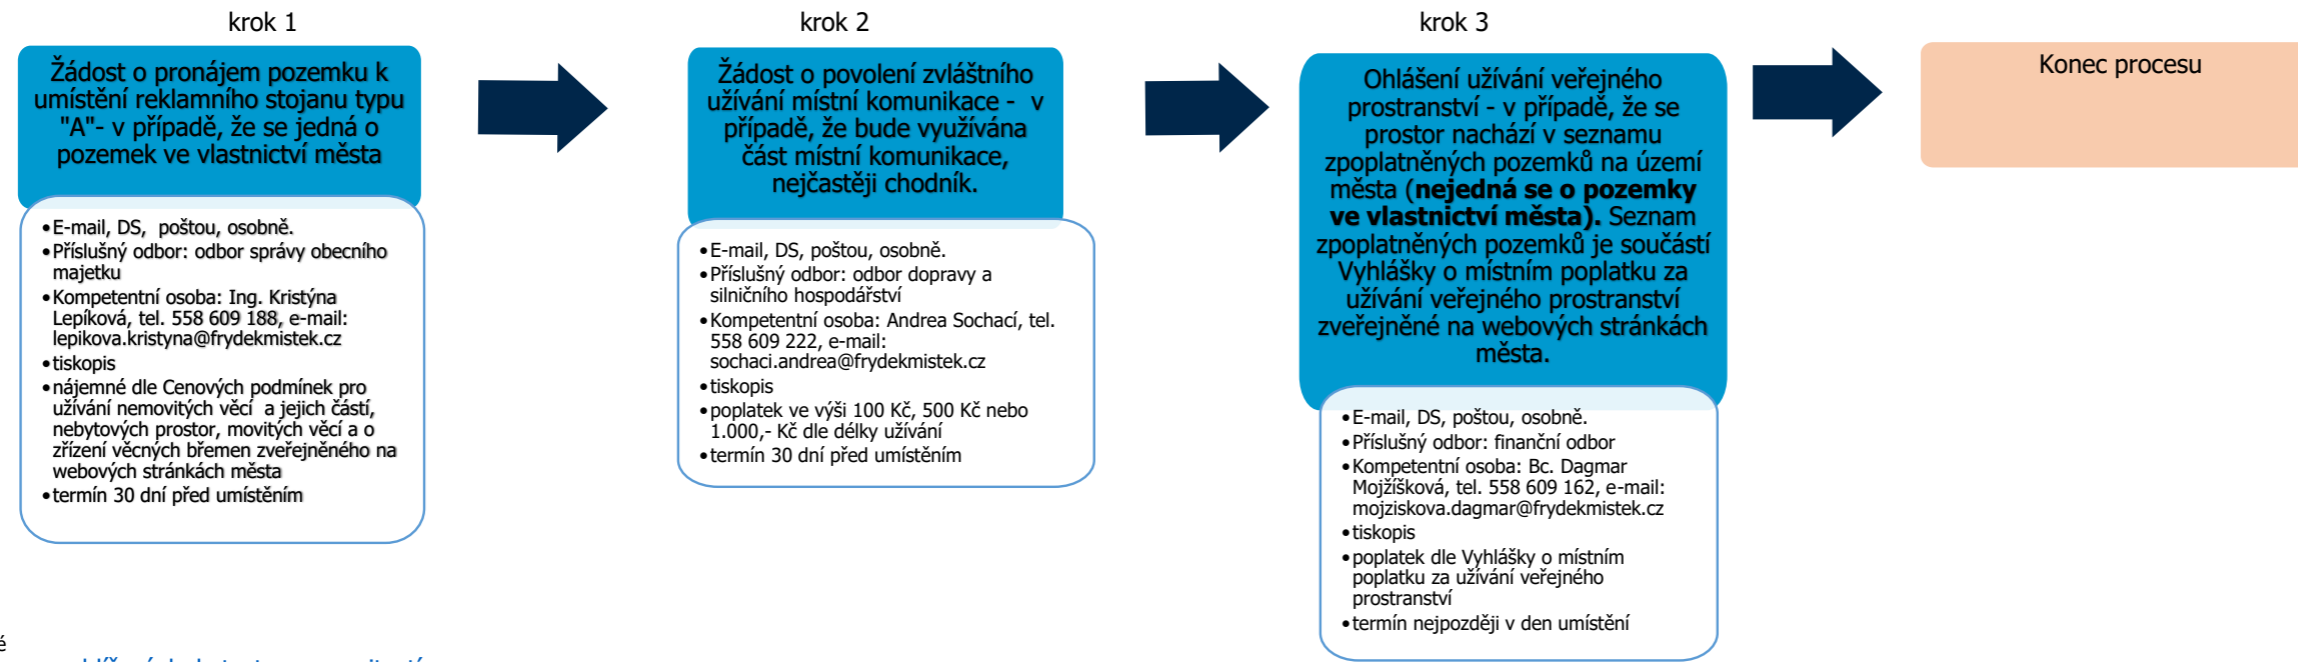 krok 1
Žádost o pronájem pozemku k
umístění reklamního stojanu typu
"A"- v případě, že se jedná o
pozemek ve vlastnictví města
•E-mail, DS, poštou, osobně.
•Příslušný odbor: odbor správy obecního
majetku
•Kompetentní osoba: Ing. Kristýna
Lepíková, tel. 558 609 188, e-mail:
lepikova.kristyna@frydekmistek.cz
•tiskopis
•nájemné dle Cenových podmínek pro
užívání nemovitých věcí a jejich částí,
nebytových prostor, movitých věcí a o
zřízení věcných břemen zveřejněného na
webových stránkách města
•termín 30 dní před umístěním
krok 2
Žádost o povolení zvláštního
užívání místní komunikace - v
případě, že bude využívána
část místní komunikace,
nejčastěji chodník.
•E-mail, DS, poštou, osobně.
•Příslušný odbor: odbor dopravy a
silničního hospodářství
•Kompetentní osoba: Andrea Sochací, tel.
558 609 222, e-mail:
sochaci.andrea@frydekmistek.cz
•tiskopis
•poplatek ve výši 100 Kč, 500 Kč nebo
1.000,- Kč dle délky užívání
•termín 30 dní před umístěním
krok 3
Ohlášení užívání veřejného
prostranství - v případě, že se
prostor nachází v seznamu
zpoplatněných pozemků na území
města (nejedná se o pozemky
ve vlastnictví města). Seznam
zpoplatněných pozemků je součástí
Vyhlášky o místním poplatku za
užívání veřejného prostranství
zveřejněné na webových stránkách
města.
•E-mail, DS, poštou, osobně.
•Příslušný odbor: finanční odbor
•Kompetentní osoba: Bc. Dagmar
Mojžíšková, tel. 558 609 162, e-mail:
mojziskova.dagmar@frydekmistek.cz
•tiskopis
•poplatek dle Vyhlášky o místním
poplatku za užívání veřejného
prostranství
•termín nejpozději v den umístění
Konec procesu
é